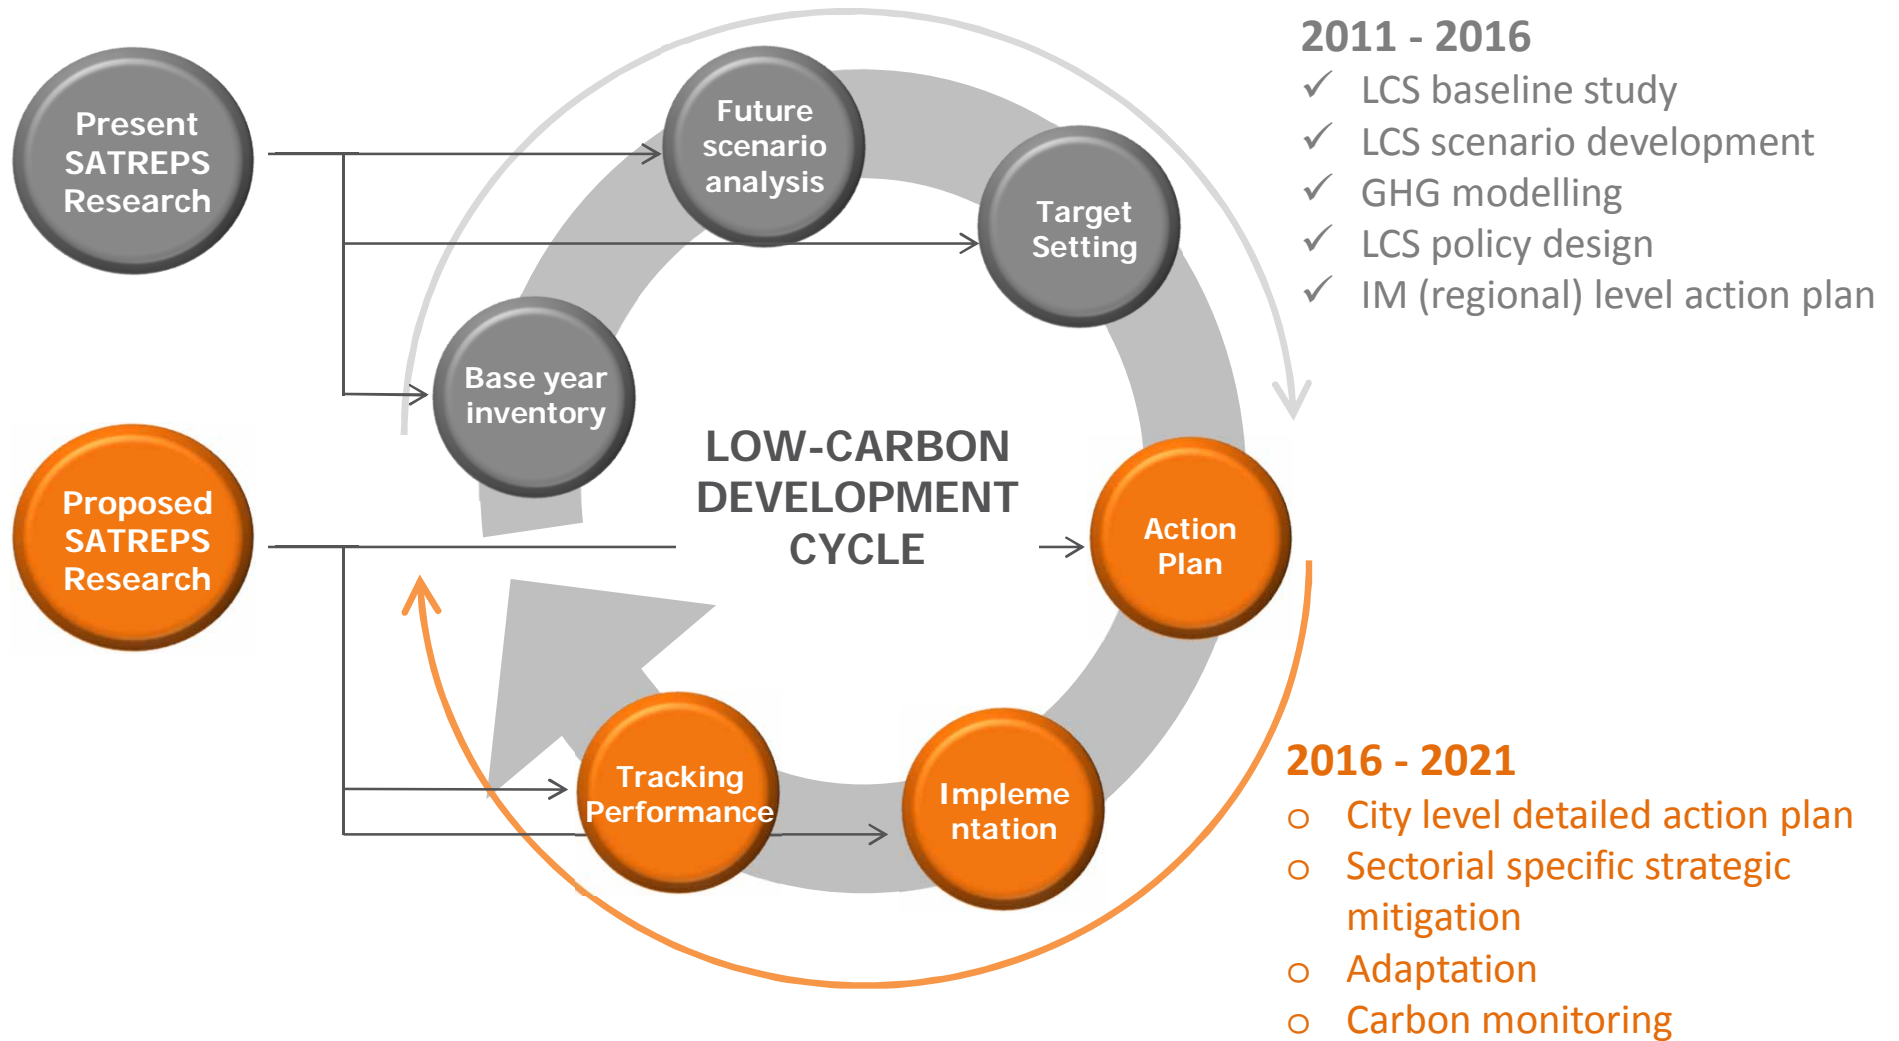 Present
SATREPS
Research
Future
scenario
analysis
Target
Setting
Base year
inventory
2011 - 2016
✓ LCS baseline study
✓ LCS scenario development
✓ GHG modelling
✓ LCS policy design
✓ IM (regional) level action plan
LOW-CARBON
DEVELOPMENT
CYCLE
Proposed
SATREPS
Research
Action
Plan
Tracking
Performance
Impleme
ntation
2016 - 2021
o City level detailed action plan
o Sectorial specific strategic
mitigation
o Adaptation
o Carbon monitoring